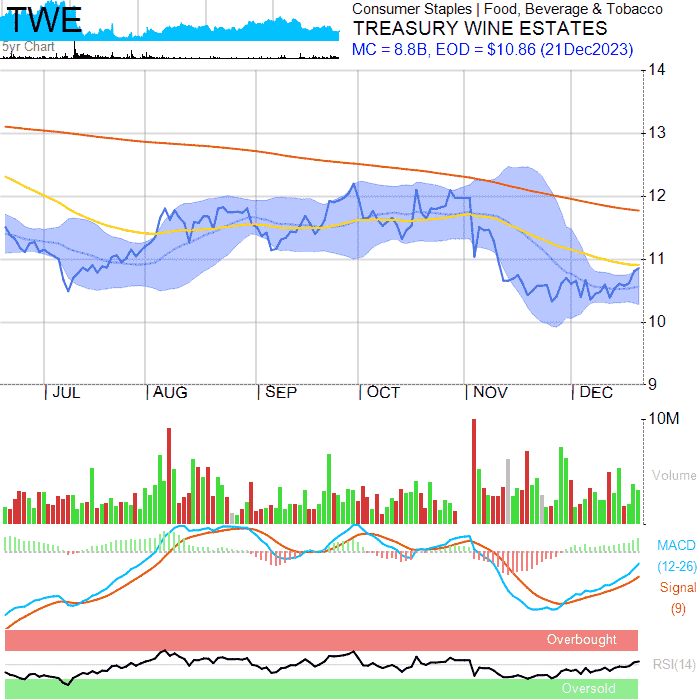 TWE
5yr Chart
Consumer Staples | Food, Beverage & Tobacco
TREASURY WINE ESTATES
MC = 8.8B, EOD = $10.86 (21Dec2023)
14
13
12
11
10
9
JUL AUG SEP OCT NOV DEC
10M
Volume
MACD
(12-26)
Signal
(9)
Overbought
RSI(14)
Oversold